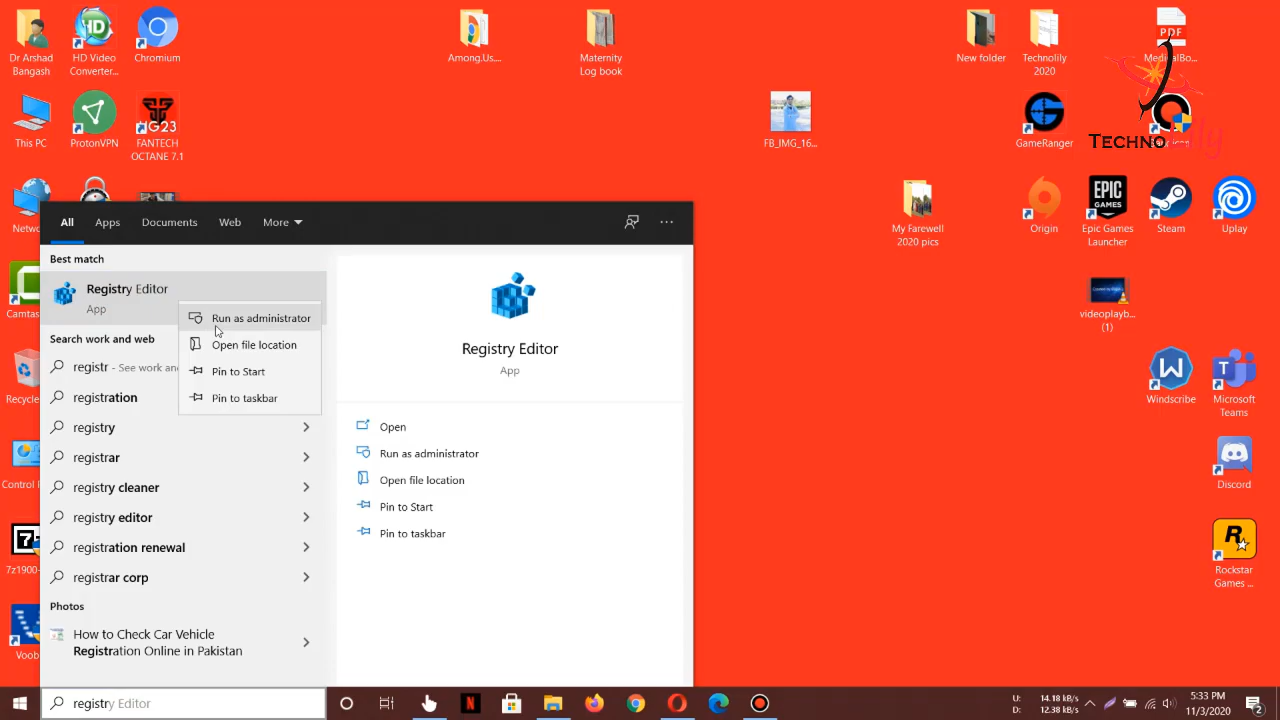 Dr Arshad
Bangash
HD
HD Video
Converter...
Chromium
Among.Us....
Maternity
Log book
New folder
Technolily
2020
PDF
This PC
ProtonVPN
HG23
FANTECH
OCTANE 7.1
FB_IMG_16...
GameRanger
TECHNO
My Farewell
2020 pics
Origin
EPIC
GAMES
Epic Games
Launcher
Steam
Uplay
videoplayb...
(1)
Windscribe
Microsoft
Teams
Discord
Rockstar
Games ...
All
Apps
Documents
Web
More
Best match
Registry Editor
App
Run as administrator
Open file location
Pin to Start
Pin to taskbar
Search work and web
registr - See work an
registration
registry
registrar
registry cleaner
registry editor
registration renewal
registrar corp
Photos
How to Check Car Vehicle
Registration Online in Pakistan
Registry Editor
App
Open
Run as administrator
Open file location
Pin to Start
Pin to taskbar
registry Editor
U: 14.18 kB/s
D: 12.38 kB/s
5:33 PM
11/3/2020
2